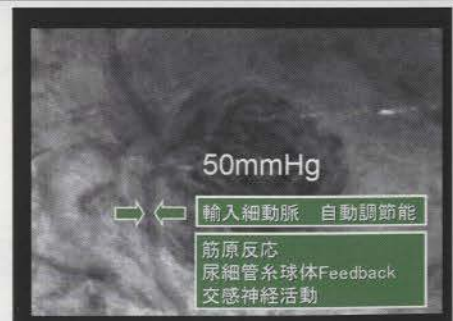 50mmHg
輸入細動脈　自動調節能
筋原反応
尿細管糸球体Feedback
交感神経活動